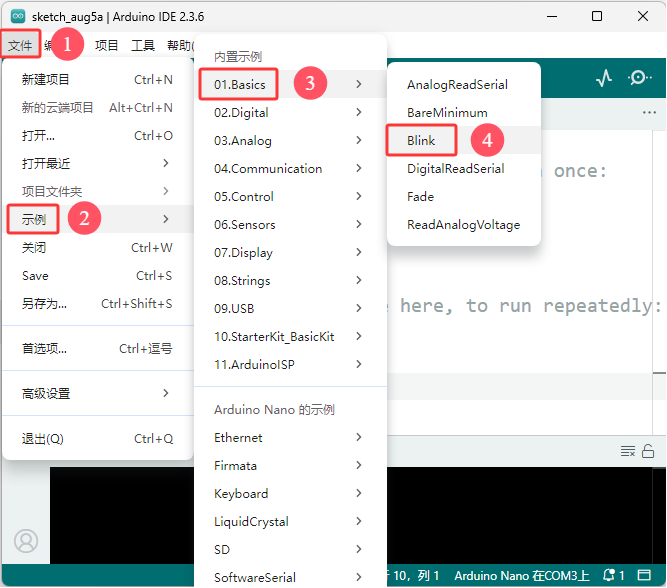 sketch_aug5a | Arduino IDE 2.3.6
文件 1 项目 工具 帮助(
新建项目 Ctrl+N
新的云端项目 Alt+Ctrl+N
打开... Ctrl+O
打开最近
项目文件夹
示例 2
关闭 Ctrl+W
Save Ctrl+S
另存为... Ctrl+Shift+S
首选项... Ctrl+逗号
高级设置
退出(Q) Ctrl+Q
内置示例
01.Basics 3
02.Digital
03.Analog
04.Communication
05.Control
06.Sensors
07.Display
08.Strings
09.USB
10.StarterKit_BasicKit
11.ArduinoISP
Arduino Nano 的示例
Ethernet
Firmata
Keyboard
LiquidCrystal
SD
SoftwareSerial
AnalogReadSerial
BareMinimum
Blink 4
DigitalReadSerial
Fade
ReadAnalogVoltage
once:
here, to run repeatedly:
10，列 1 Arduino Nano 在COM3上 1